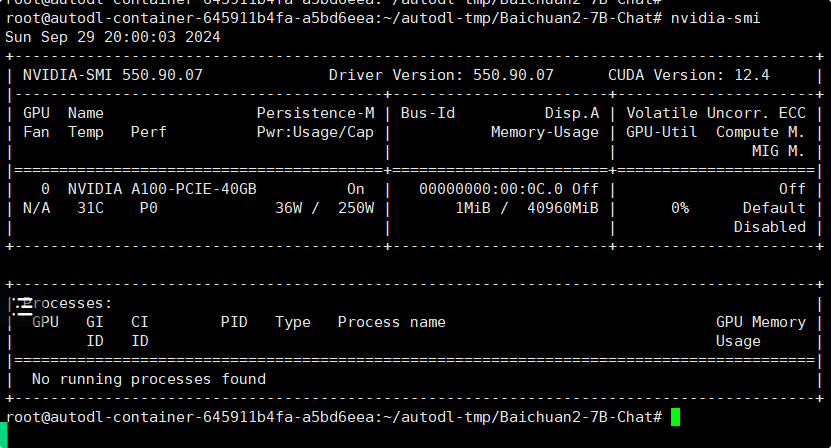 root@autodl-container-645911b4fa-a5bd6eea:~/autodl-tmp/Baichuan2-7B-Chat#
root@autodl-container-645911b4fa-a5bd6eea:~/autodl-tmp/Baichuan2-7B-Chat# nvidia-smi
Sun Sep 29 20:00:03 2024
+-----------------------------------------------------------------------------------------+
| NVIDIA-SMI 550.90.07              Driver Version: 550.90.07      CUDA Version: 12.4     |
|-----------------------------------------+------------------------+----------------------+
| GPU  Name                 Persistence-M | Bus-Id          Disp.A | Volatile Uncorr. ECC |
| Fan  Temp   Perf          Pwr:Usage/Cap |           Memory-Usage | GPU-Util  Compute M. |
|                                         |                        |               MIG M. |
|=========================================+========================+======================|
|   0  NVIDIA A100-PCIE-40GB          On  |   00000000:00:0C.0 Off |                  Off |
| N/A   31C    P0             36W /  250W |       1MiB /  40960MiB |      0%      Default |
|                                         |                        |             Disabled |
+-----------------------------------------+------------------------+----------------------+
+-----------------------------------------------------------------------------------------+
| Processes:                                                                              |
|  GPU   GI   CI        PID   Type   Process name                              GPU Memory |
|        ID   ID                                                               Usage      |
|=========================================================================================|
|  No running processes found                                                             |
+-----------------------------------------------------------------------------------------+
root@autodl-container-645911b4fa-a5bd6eea:~/autodl-tmp/Baichuan2-7B-Chat#